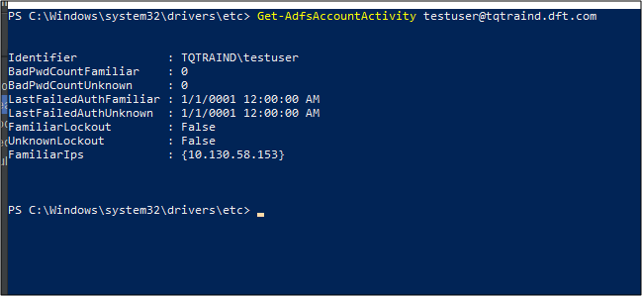 PS C:\Windows\system32\drivers\etc> Get-AdfsAccountActivity testuser@tqtraind.dft.com
Identifier : TQTRAIND\testuser
BadPwdCountFamiliar : 0
BadPwdCountUnknown : 0
LastFailedAuthFamiliar : 1/1/0001 12:00:00 AM
LastFailedAuthUnknown : 1/1/0001 12:00:00 AM
FamiliarLockout : False
UnknownLockout : False
FamiliarIps : {10.130.58.153}
PS C:\Windows\system32\drivers\etc>